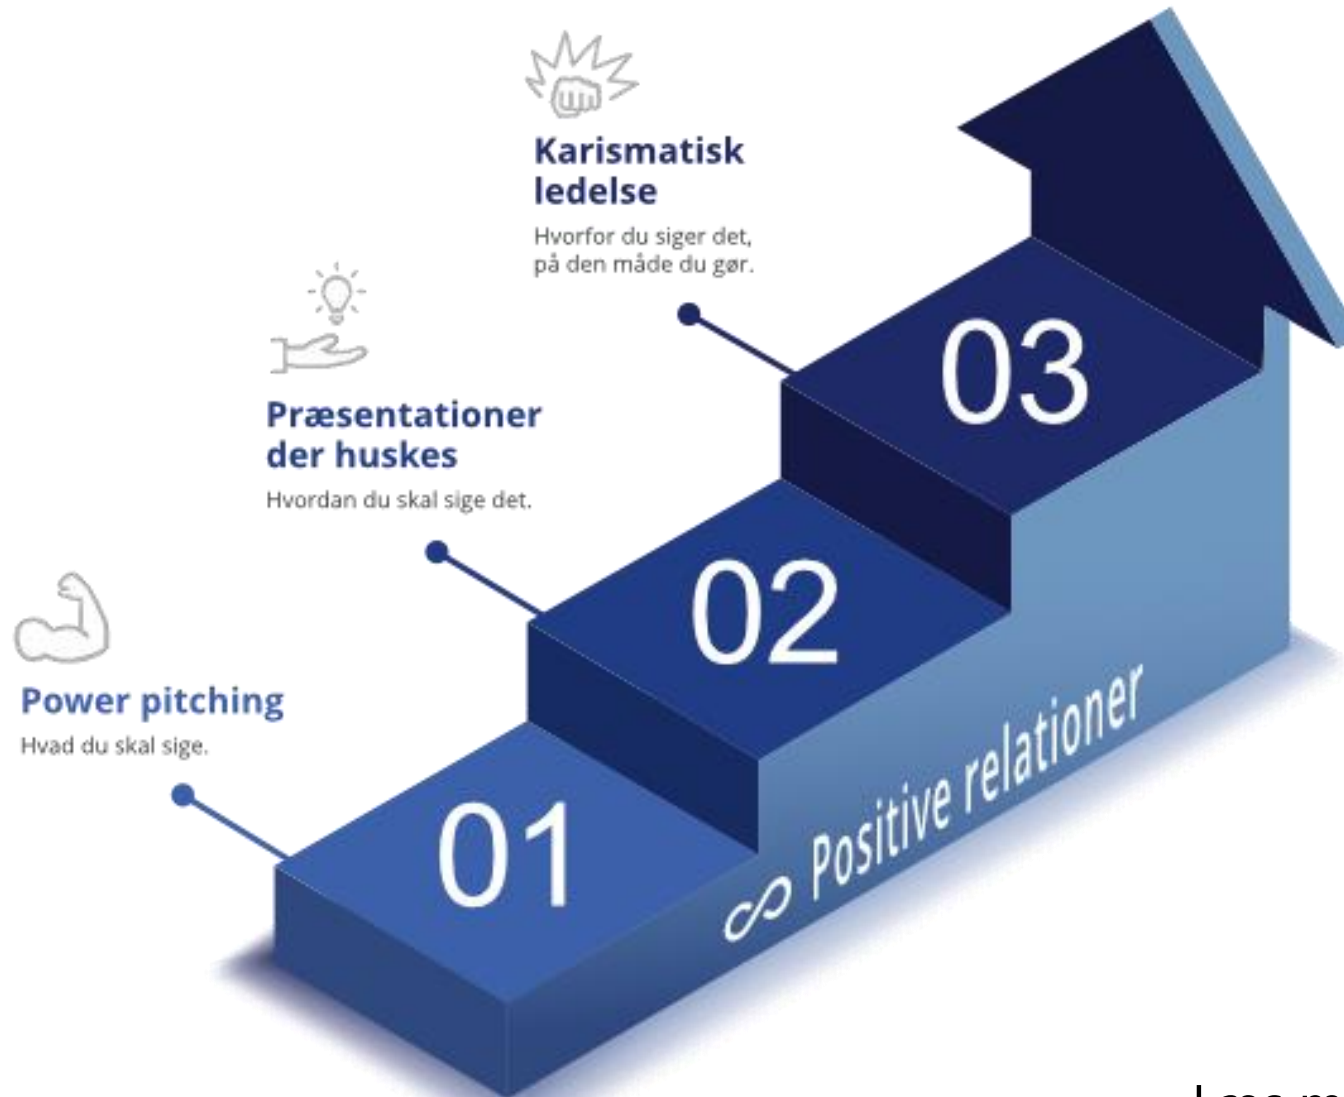 Karismatisk
ledelse
Hvorfor du siger det,
på den måde du gør.
03
Præsentationer
der huskes
Hvordan du skal sige det.
02
Power pitching
Hvad du skal sige.
01
∞ Positive relationer